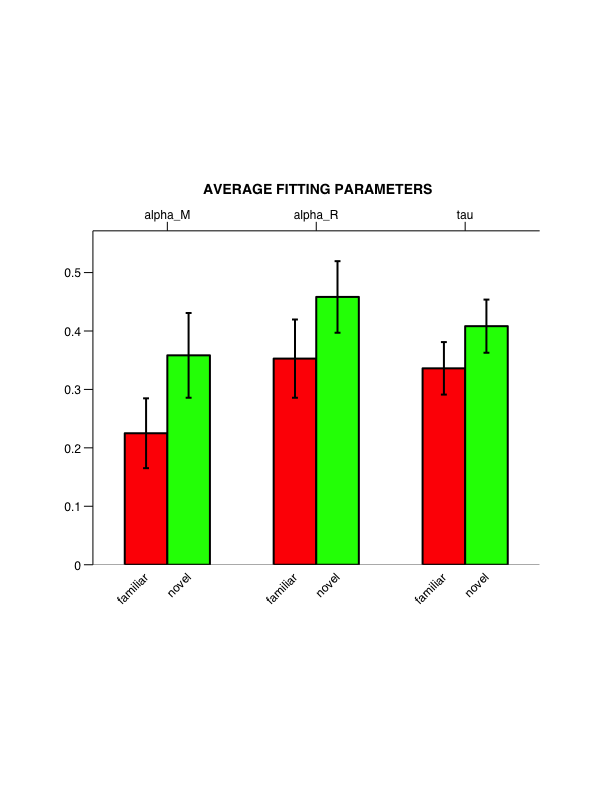 AVERAGE FITTING PARAMETERS
alpha_M alpha_R tau
0.5
0.4
0.3
0.2
0.1
0
familiar novel familiar novel familiar novel